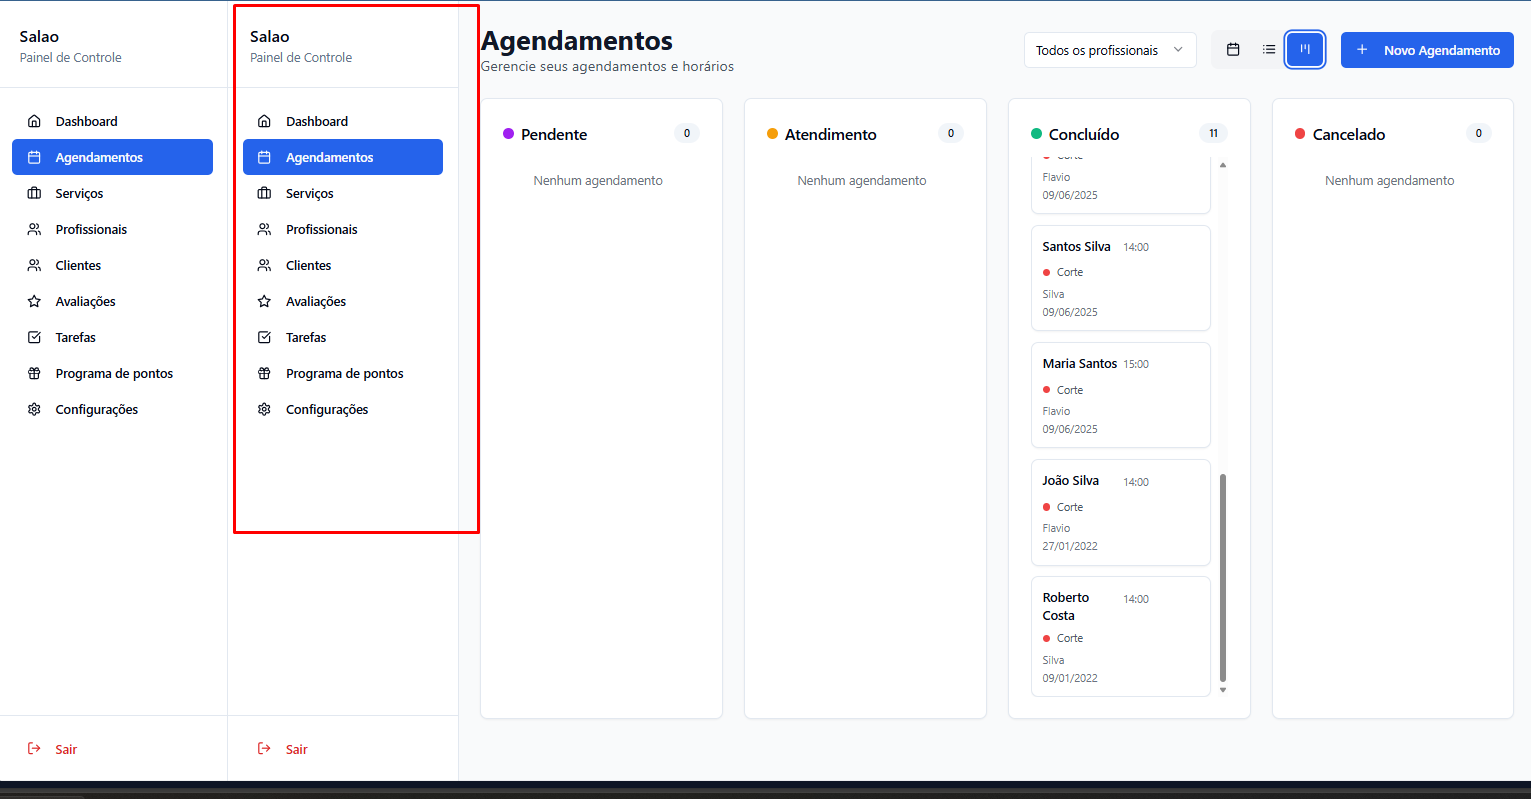 Salao
Painel de Controle
Dashboard
Agendamentos
Serviços
Profissionais
Clientes
Avaliações
Tarefas
Programa de pontos
Configurações
Sair
Salao
Painel de Controle
Dashboard
Agendamentos
Serviços
Profissionais
Clientes
Avaliações
Tarefas
Programa de pontos
Configurações
Sair
Agendamentos
Gerencie seus agendamentos e horários
Todos os profissionais
Novo Agendamento
Pendente 0
Nenhum agendamento
Atendimento 0
Nenhum agendamento
Concluído 11
Corte
Flavio
09/06/2025
Santos Silva 14:00
Corte
Silva
09/06/2025
Maria Santos 15:00
Corte
Flavio
09/06/2025
João Silva 14:00
Corte
Flavio
27/01/2022
Roberto 14:00
Costa
Corte
Silva
09/01/2022
Cancelado 0
Nenhum agendamento